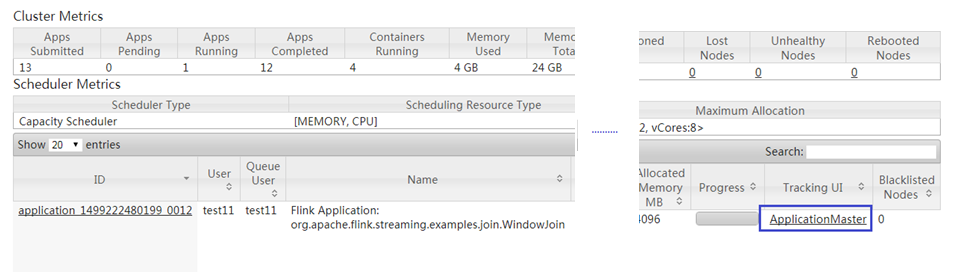 Cluster Metrics
Apps Submitted Apps Pending Apps Running Apps Completed Containers Running Memory Used Memo Tota
13 0 1 12 4 4 GB 24 GB
Scheduler Metrics
Scheduler Type Scheduling Resource Type
Capacity Scheduler [MEMORY, CPU]
Show 20 entries
ID User Queue User Name
application_1499222480199_0012 test11 test11 Flink Application:
org.apache.flink.streaming.examples.join.WindowJoin
oned Lost Nodes Unhealthy Nodes Rebooted Nodes
0 0 0
Maximum Allocation
2, vCores:8>
Search:
Allocated Memory MB Progress Tracking UI Blacklisted Nodes
4096 ApplicationMaster 0